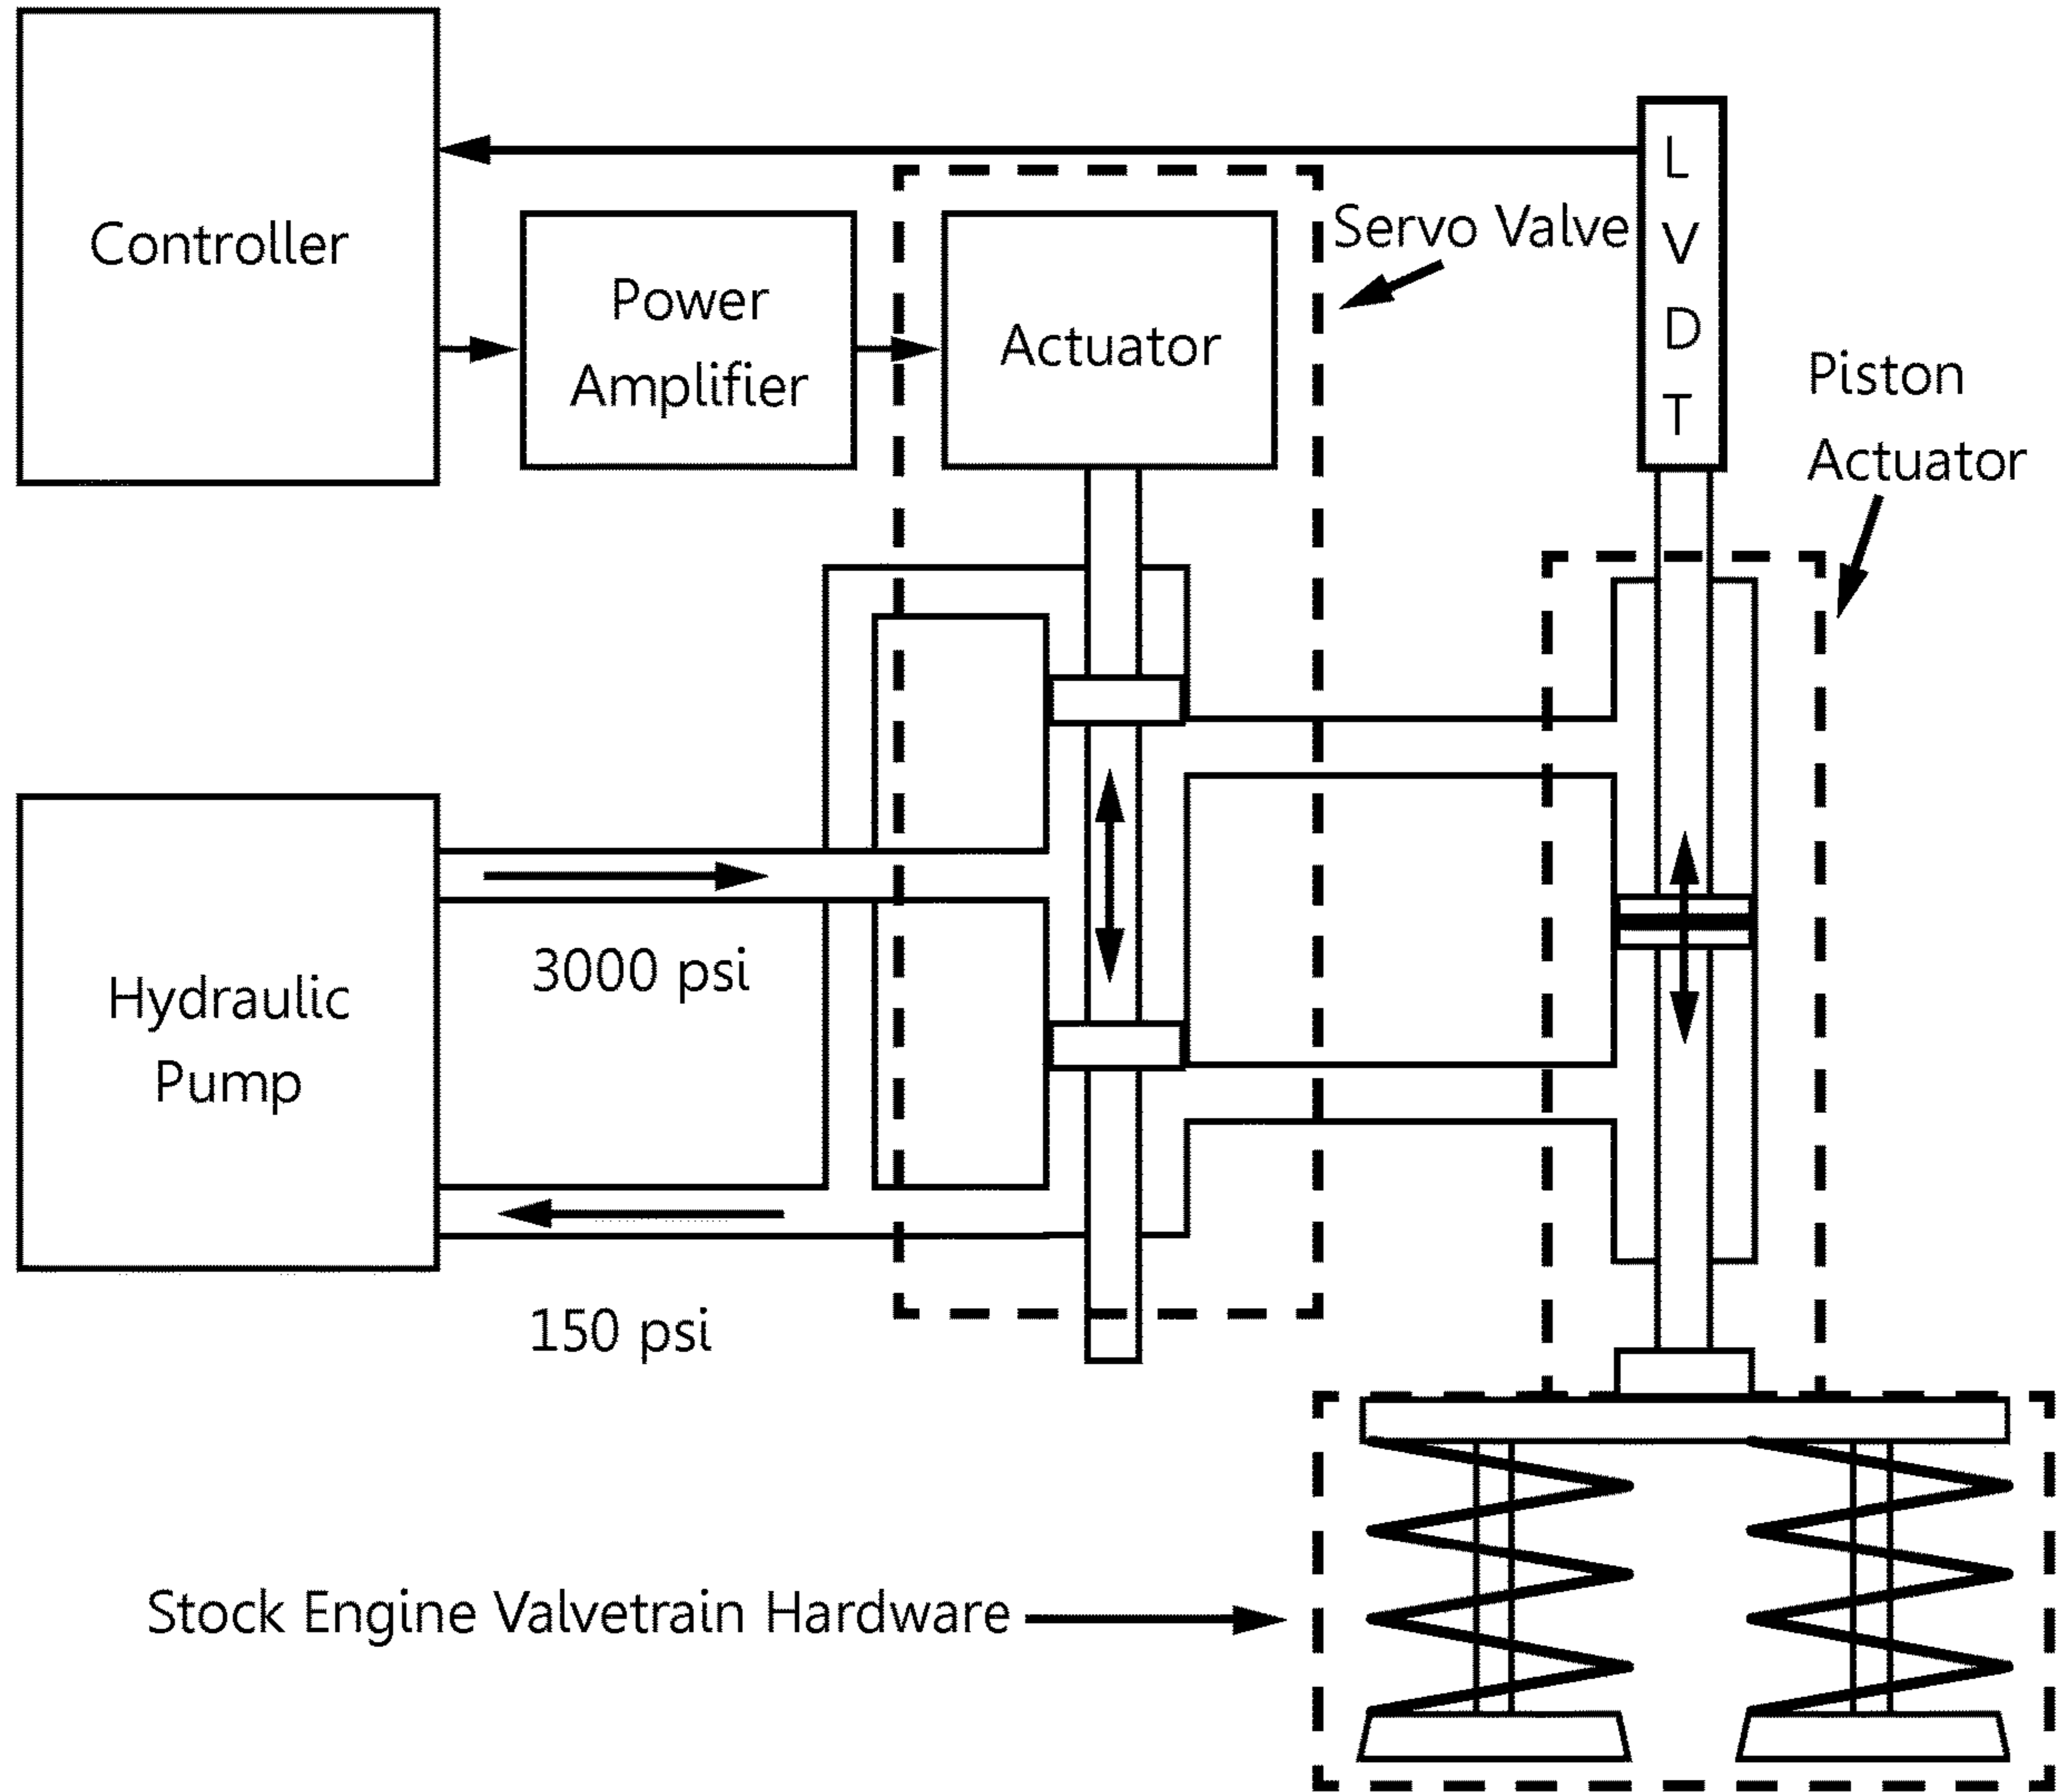 Controller
Power
Amplifier
Actuator
Servo Valve
L
V
D
T
Piston
Actuator
Hydraulic
Pump
3000 psi
150 psi
Stock Engine Valvetrain Hardware